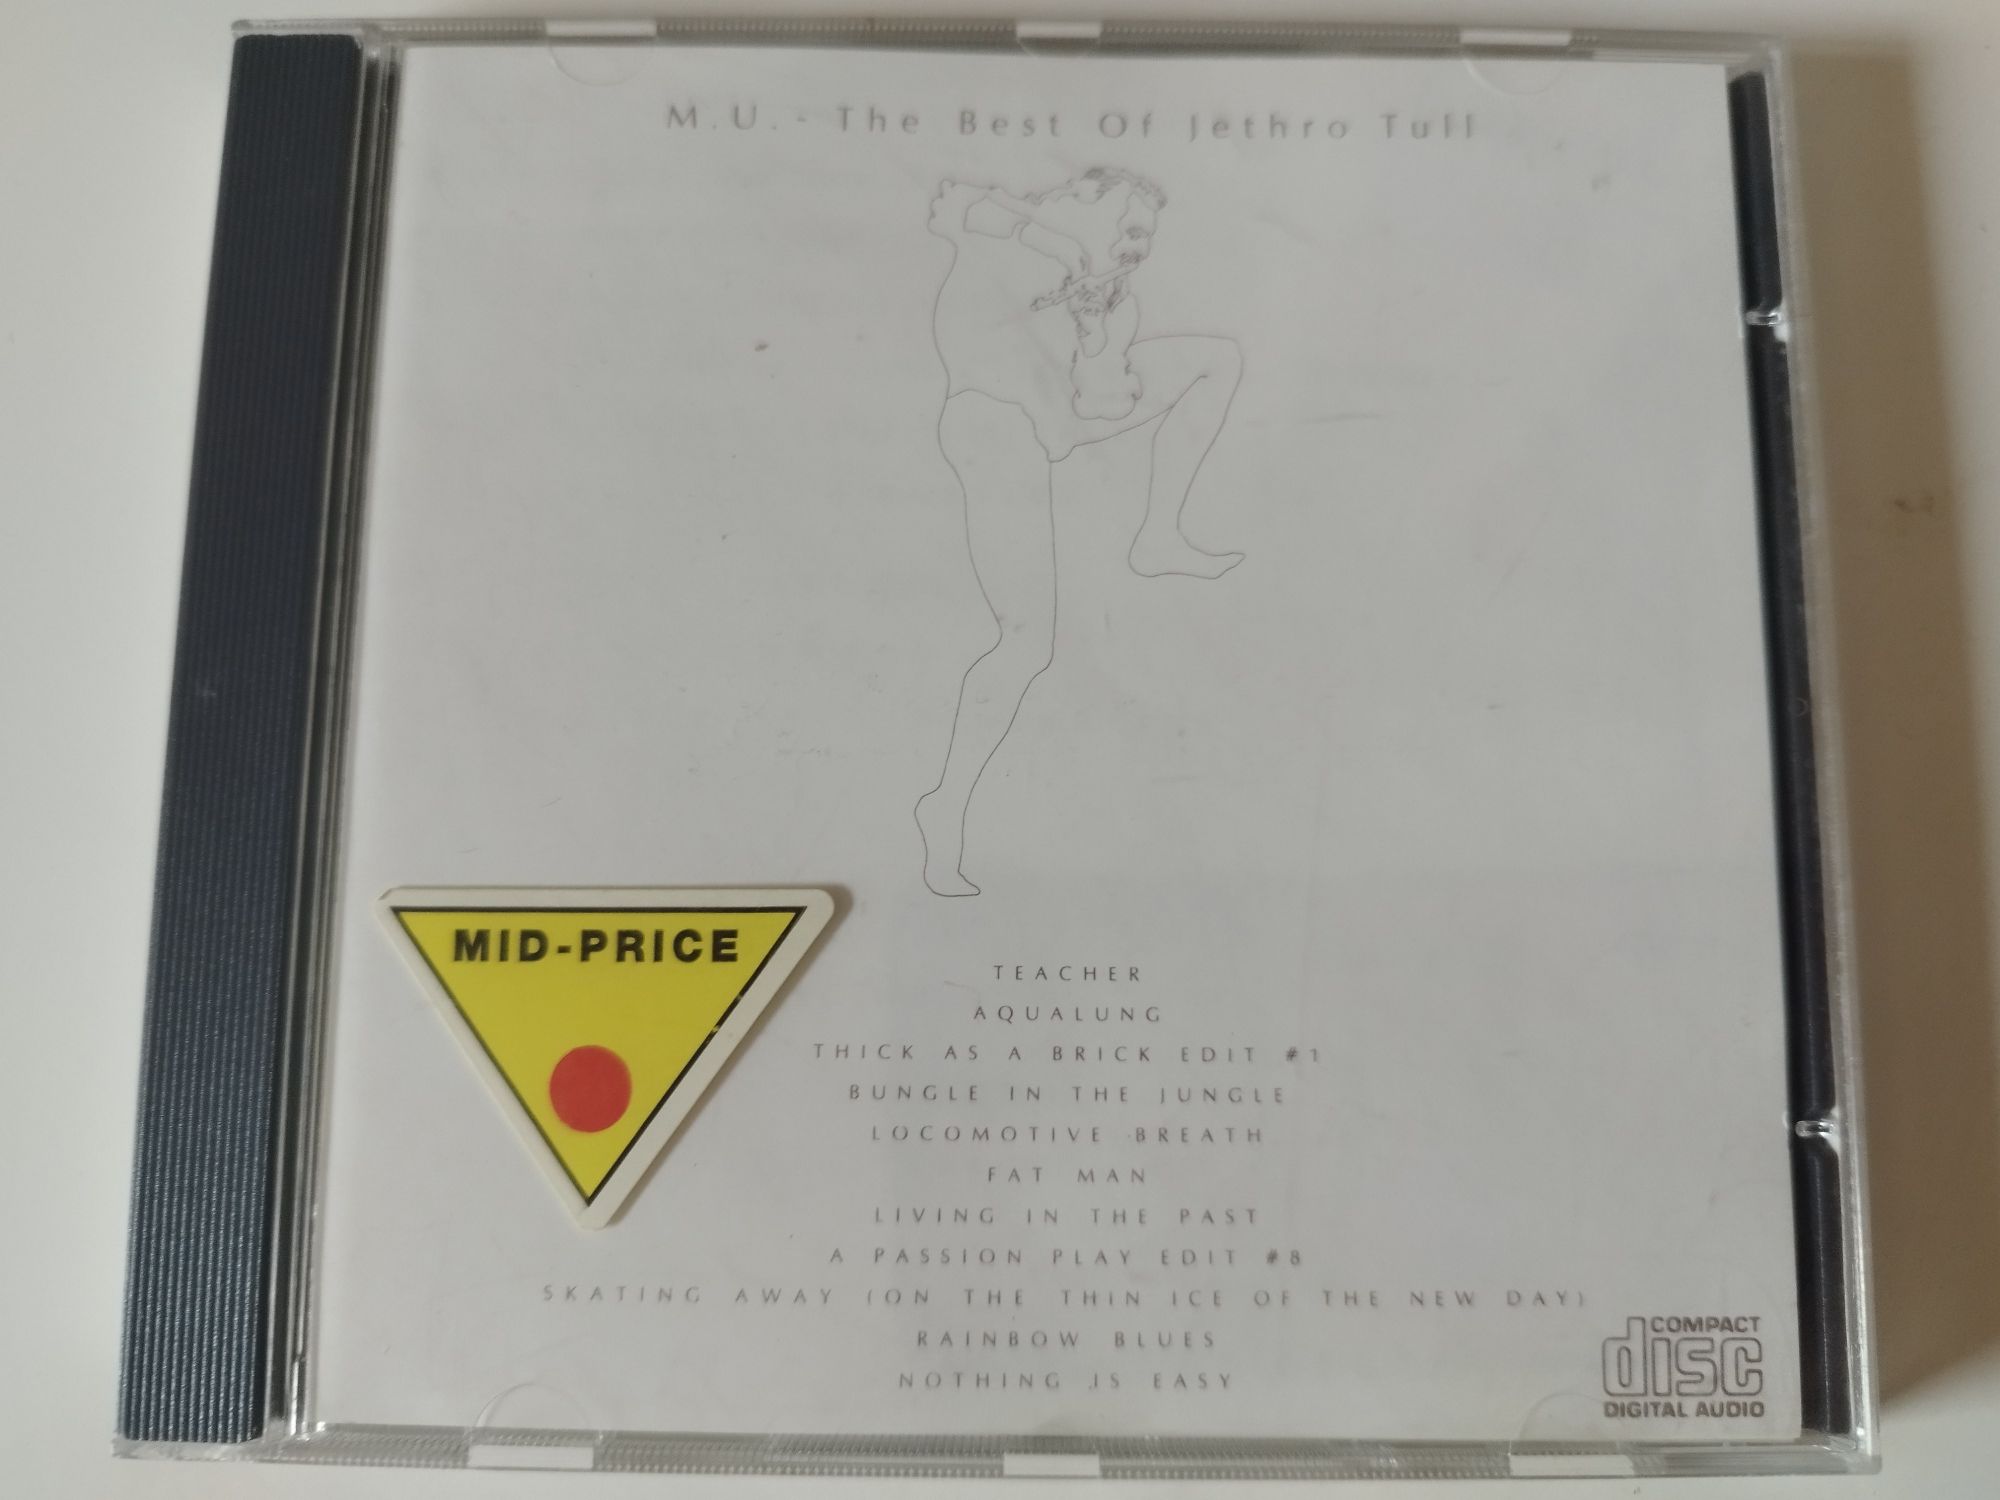 M.U. - The Best Of Jethro Tull
MID-PRICE
TEACHER
AQUALUNG
THICK AS A BRICK EDIT #1
BUNGLE IN THE JUNGLE
LOCOMOTIVE BREATH
FAT MAN
LIVING IN THE PAST
A PASSION PLAY EDIT #8
SKATING AWAY (ON THE THIN ICE OF THE NEW DAY)
RAINBOW BLUES
NOTHING IS EASY
COMPACT
disc
DIGITAL AUDIO